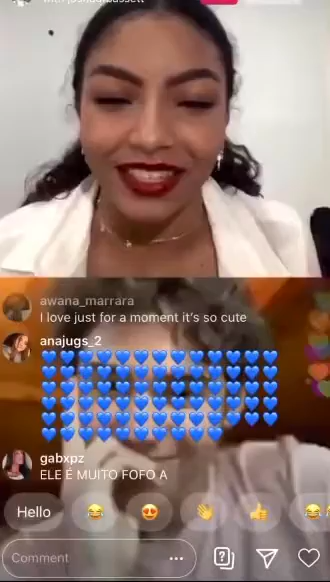 awana_marrara
I love just for a moment it's so cute
anajugs_2
💙💙💙💙💙💙💙💙💙💙💙💙💙
💙💙💙💙💙💙💙💙💙💙💙💙💙
💙💙💙💙💙💙💙💙💙💙💙💙💙
💙💙💙💙💙💙💙💙💙💙💙💙💙
💙💙💙💙💙💙💙💙💙💙💙💙💙
💙💙💙💙💙💙💙💙💙💙
gabxpz
ELE É MUITO FOFO A
Hello 😂 😍 👋 👍 😂
Comment